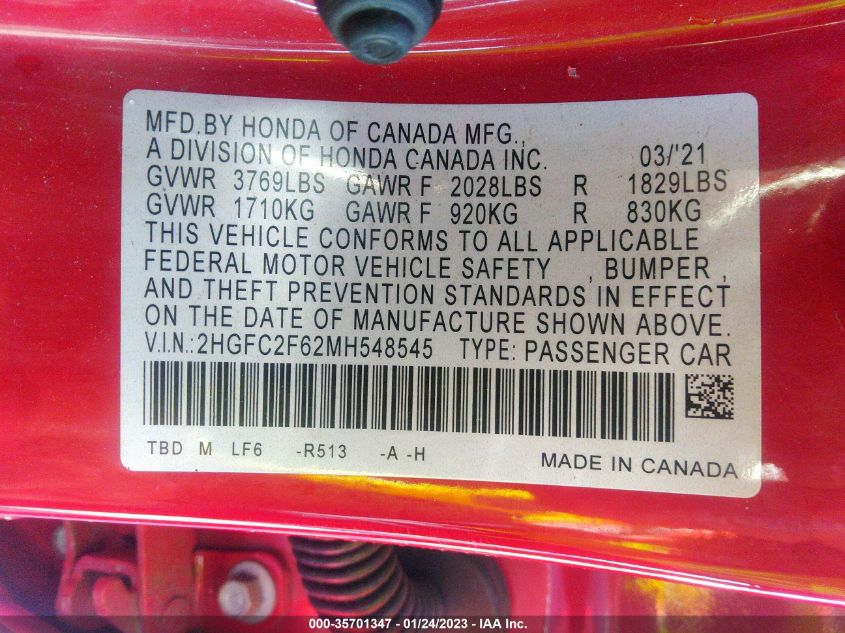 MFD.BY HONDA OF CANADA MFG.,
A DIVISION OF HONDA CANADA INC. 03/'21
GVWR 3769LBS GAWR F 2028LBS R 1829LBS
GVWR 1710KG GAWR F 920KG R 830KG
THIS VEHICLE CONFORMS TO ALL APPLICABLE
FEDERAL MOTOR VEHICLE SAFETY , BUMPER ,
AND THEFT PREVENTION STANDARDS IN EFFECT
ON THE DATE OF MANUFACTURE SHOWN ABOVE.
V.I.N.:2HGFC2F62MH548545 TYPE: PASSENGER CAR
TBD M LF6 -R513 -A -H
MADE IN CANADA
000-35701347 - 01/24/2023 - IAA Inc.